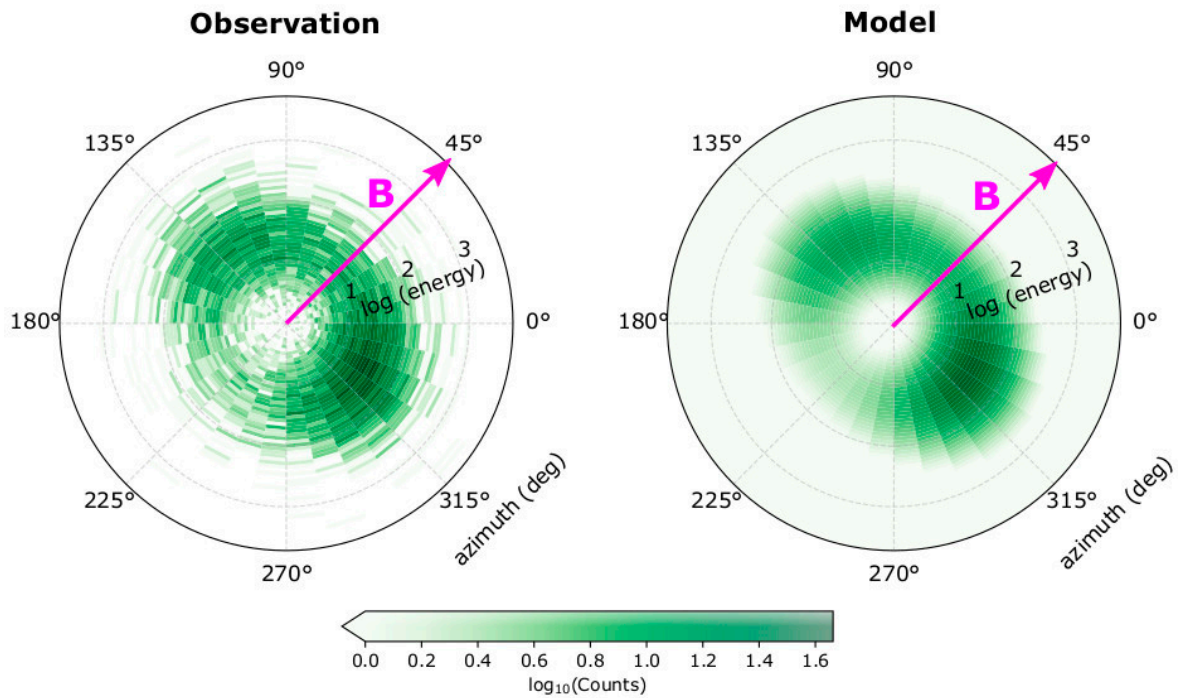 Observation
90°
135°
45°
B
3
2
1
log (energy)
180°
0°
225°
315°
azimuth (deg)
270°
Model
90°
135°
45°
B
3
2
1
log (energy)
180°
0°
225°
315°
azimuth (deg)
270°
0.0 0.2 0.4 0.6 0.8 1.0 1.2 1.4 1.6
log₁₀(Counts)